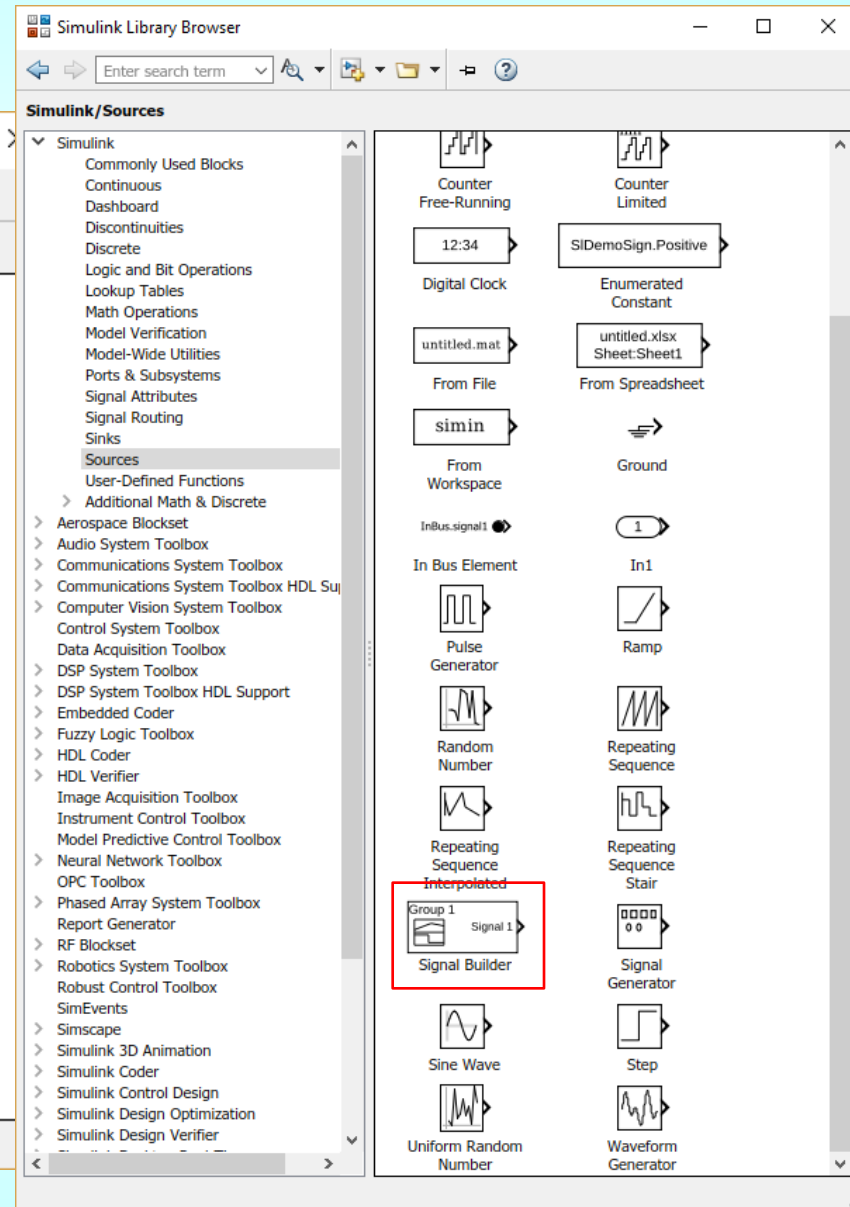 Simulink Library Browser
Enter search term
Simulink/Sources
Simulink
Commonly Used Blocks
Continuous
Dashboard
Discontinuities
Discrete
Logic and Bit Operations
Lookup Tables
Math Operations
Model Verification
Model-Wide Utilities
Ports & Subsystems
Signal Attributes
Signal Routing
Sinks
Sources
User-Defined Functions
Additional Math & Discrete
Aerospace Blockset
Audio System Toolbox
Communications System Toolbox
Communications System Toolbox HDL Su
Computer Vision System Toolbox
Control System Toolbox
Data Acquisition Toolbox
DSP System Toolbox
DSP System Toolbox HDL Support
Embedded Coder
Fuzzy Logic Toolbox
HDL Coder
HDL Verifier
Image Acquisition Toolbox
Instrument Control Toolbox
Model Predictive Control Toolbox
Neural Network Toolbox
OPC Toolbox
Phased Array System Toolbox
Report Generator
RF Blockset
Robotics System Toolbox
Robust Control Toolbox
SimEvents
Simscape
Simulink 3D Animation
Simulink Coder
Simulink Control Design
Simulink Design Optimization
Simulink Design Verifier
Counter
Free-Running
Counter
Limited
12:34
Digital Clock
SlDemoSign.Positive
Enumerated
Constant
untitled.mat
From File
untitled.xlsx
Sheet:Sheet1
From Spreadsheet
simin
From
Workspace
Ground
InBus.signal1
In Bus Element
1
In1
Pulse
Generator
Ramp
Random
Number
Repeating
Sequence
Repeating
Sequence
Interpolated
Repeating
Sequence
Stair
Group 1
Signal 1
Signal Builder
Signal
Generator
Sine Wave
Step
Uniform Random
Number
Waveform
Generator